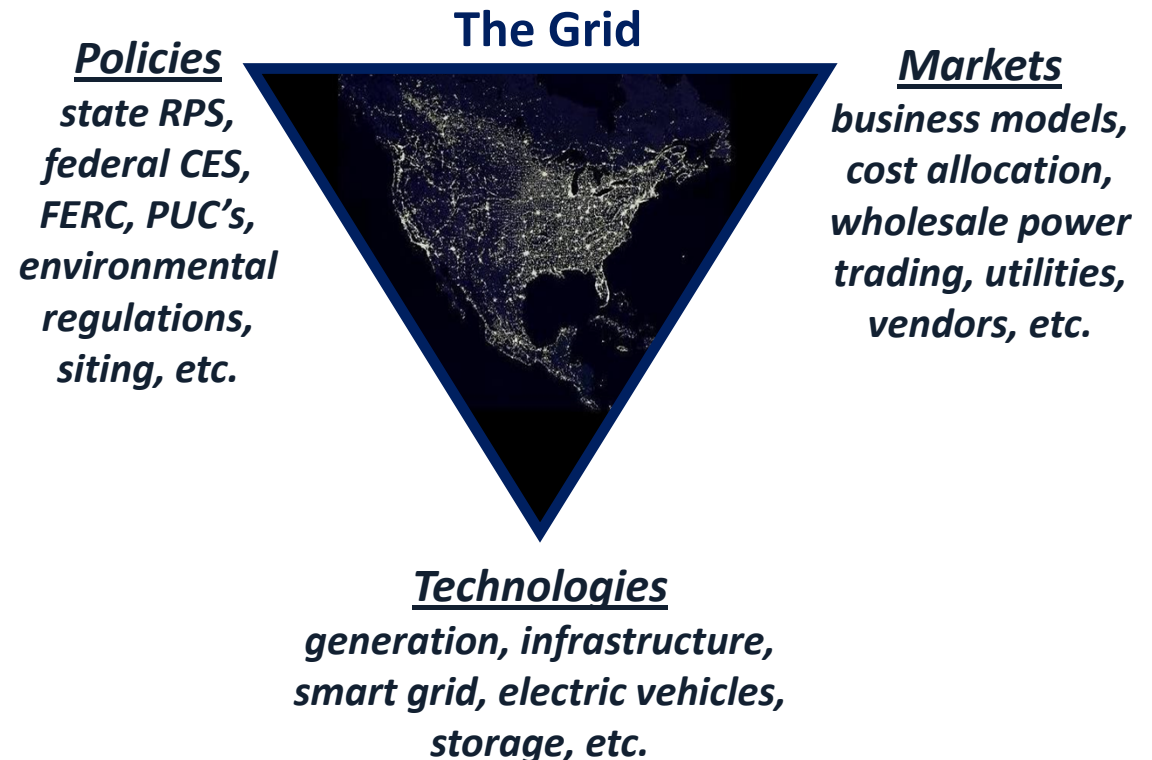 The Grid
Policies
state RPS,
federal CES,
FERC, PUC’s,
environmental
regulations,
siting, etc.
Markets
business models,
cost allocation,
wholesale power
trading, utilities,
vendors, etc.
Technologies
generation, infrastructure,
smart grid, electric vehicles,
storage, etc.